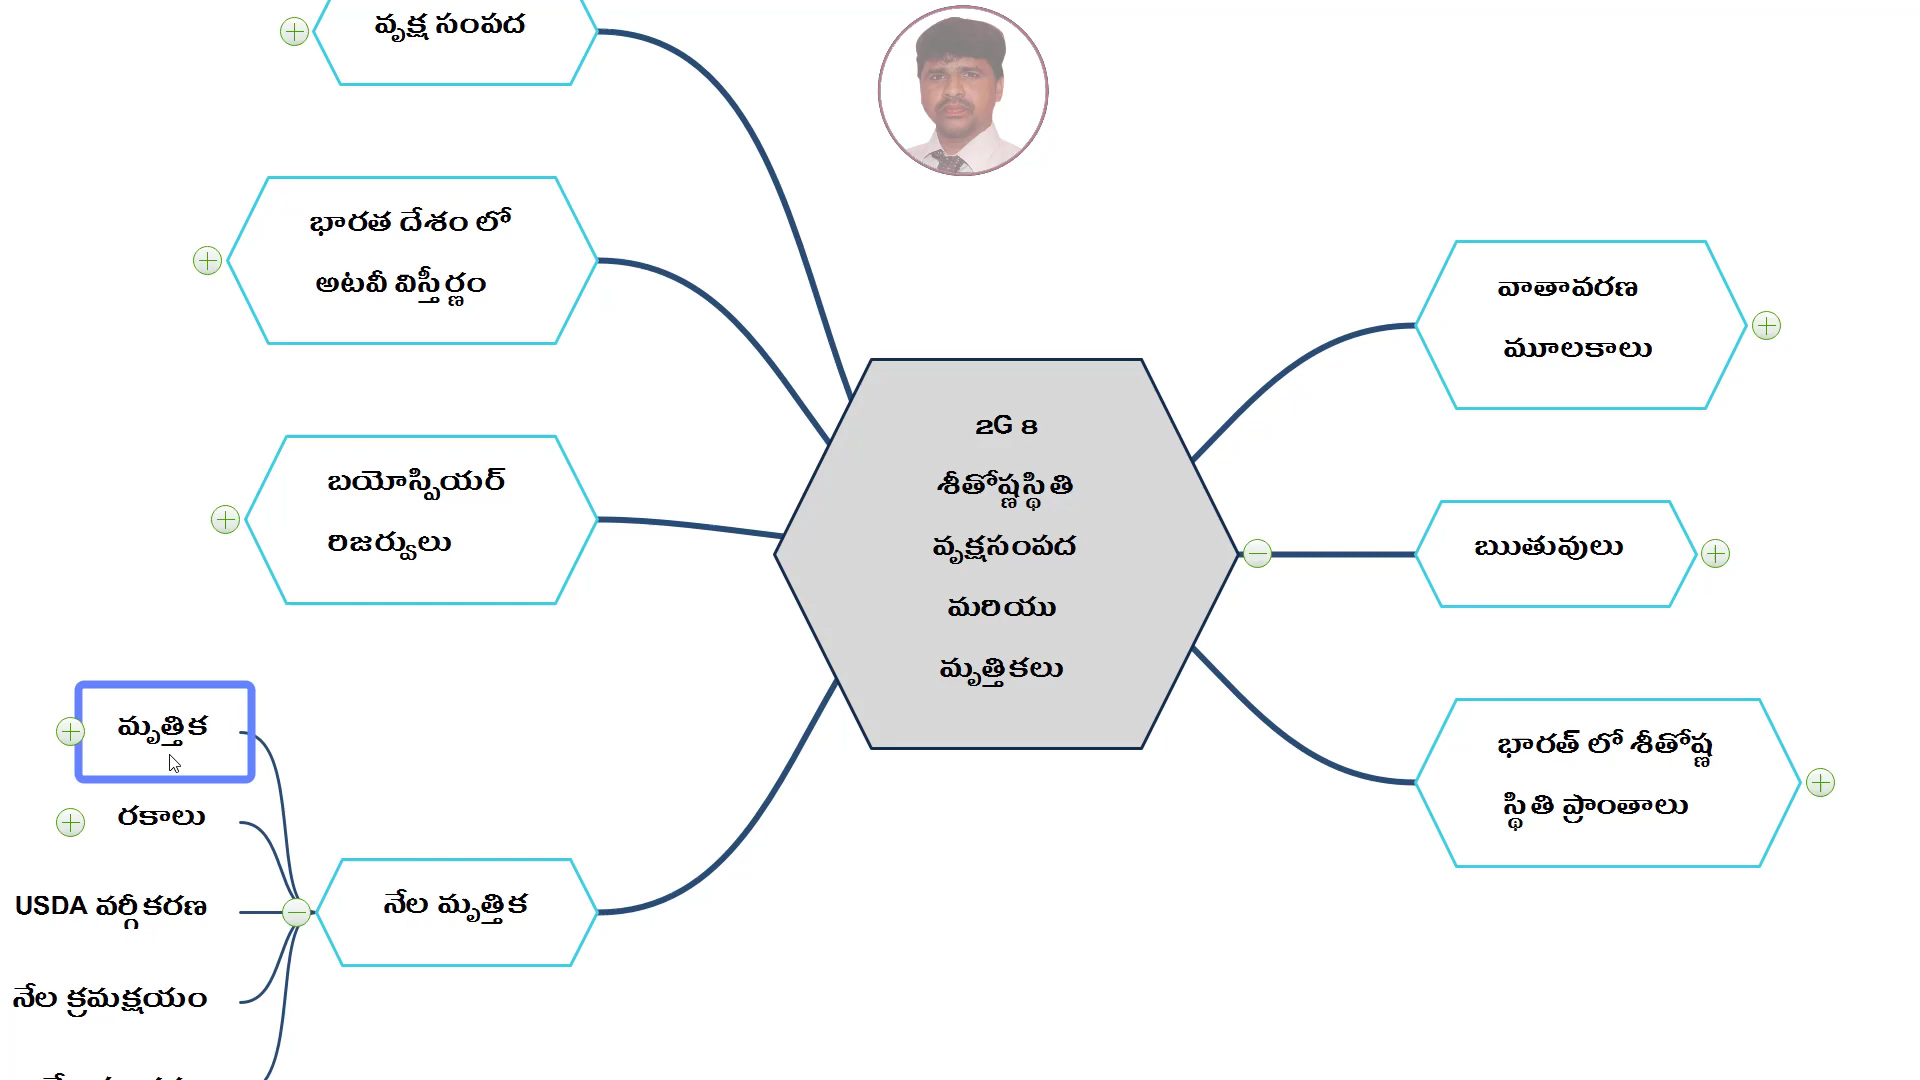 వృక్ష సంపద
భారత దేశం లో
అటవీ విస్తీర్ణం
బయోస్పియర్
రిజర్వులు
మృత్తిక
రకాలు
USDA వర్గీకరణ
నేల క్రమక్షయం
నేల మృత్తిక
2G 8
శీతోష్ణస్థితి
వృక్షసంపద
మరియు
మృత్తికలు
వాతావరణ
మూలకాలు
ఋతువులు
భారత్ లో శీతోష్ణ
స్థితి ప్రాంతాలు